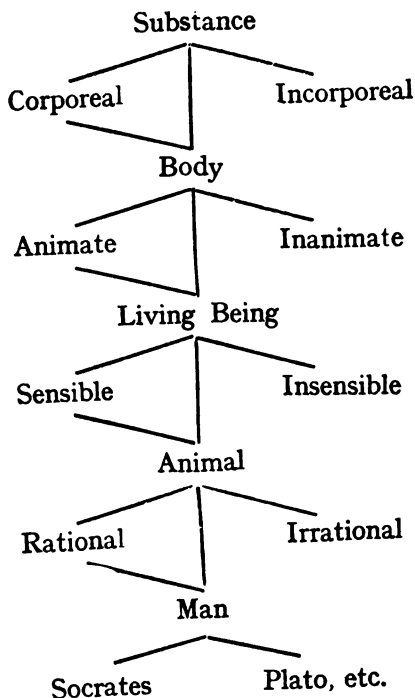 Substance
Corporeal Incorporeal
Body
Animate Inanimate
Living Being
Sensible Insensible
Animal
Rational Irrational
Man
Socrates Plato, etc.